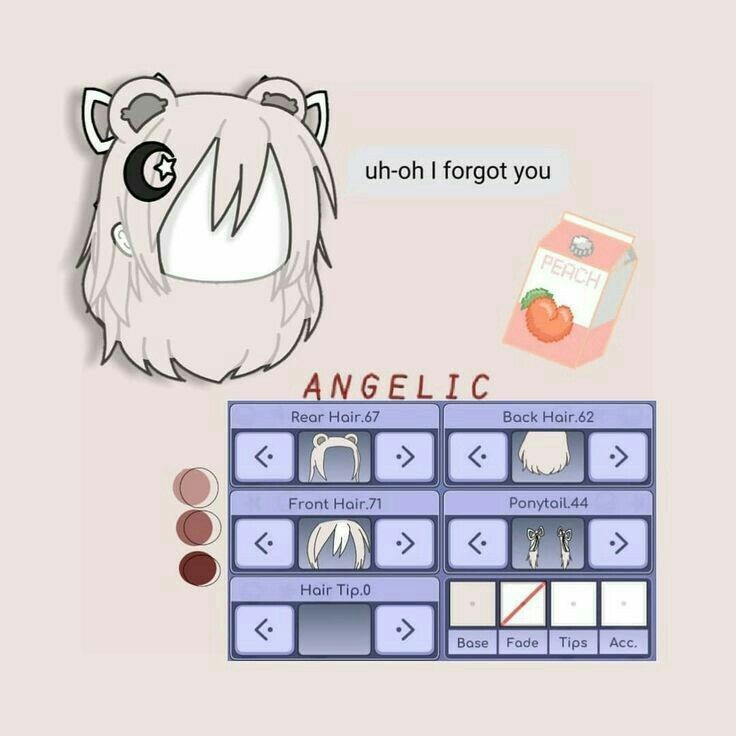 uh-oh I forgot you
PEACH
ANGELIC
Rear Hair.67
Back Hair.62
Front Hair.71
Ponytail.44
Hair Tip.0
Base Fade Tips Acc.